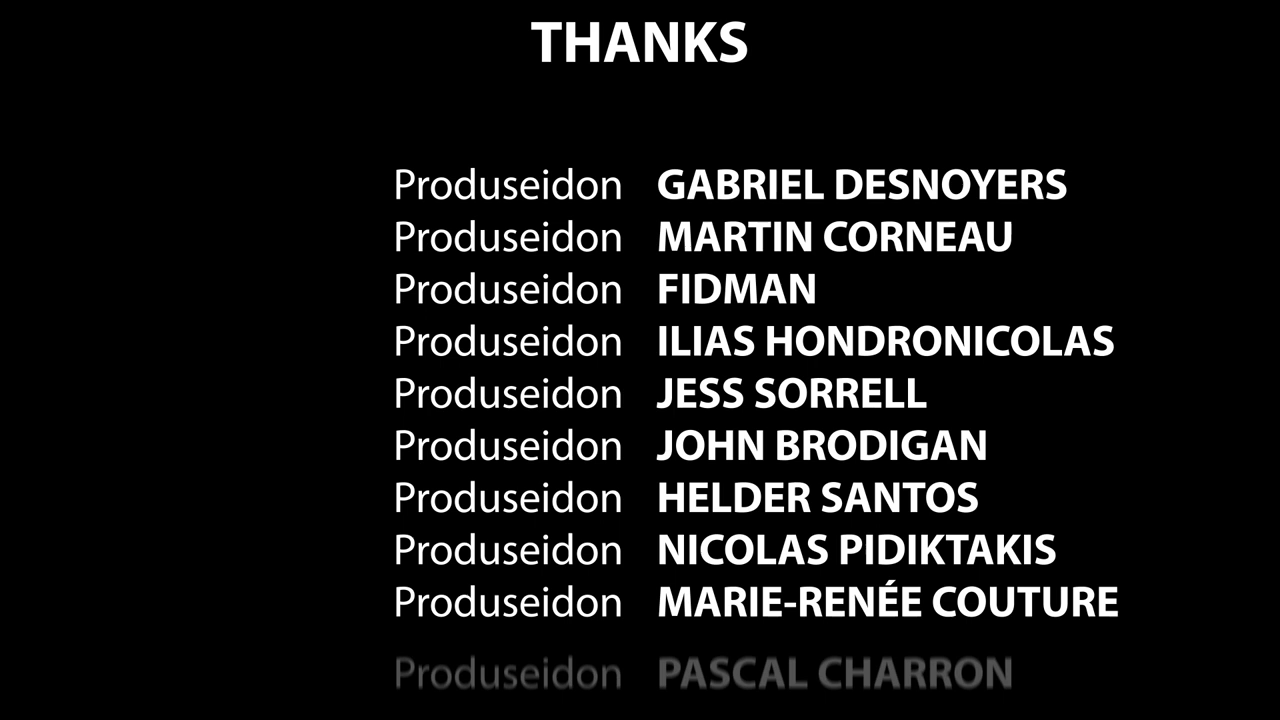 THANKS
Produseidon GABRIEL DESNOYERS
Produseidon MARTIN CORNEAU
Produseidon FIDMAN
Produseidon ILIAS HONDRONICOLAS
Produseidon JESS SORRELL
Produseidon JOHN BRODIGAN
Produseidon HELDER SANTOS
Produseidon NICOLAS PIDIKTAKIS
Produseidon MARIE-RENÉE COUTURE
Produseidon PASCAL CHARRON